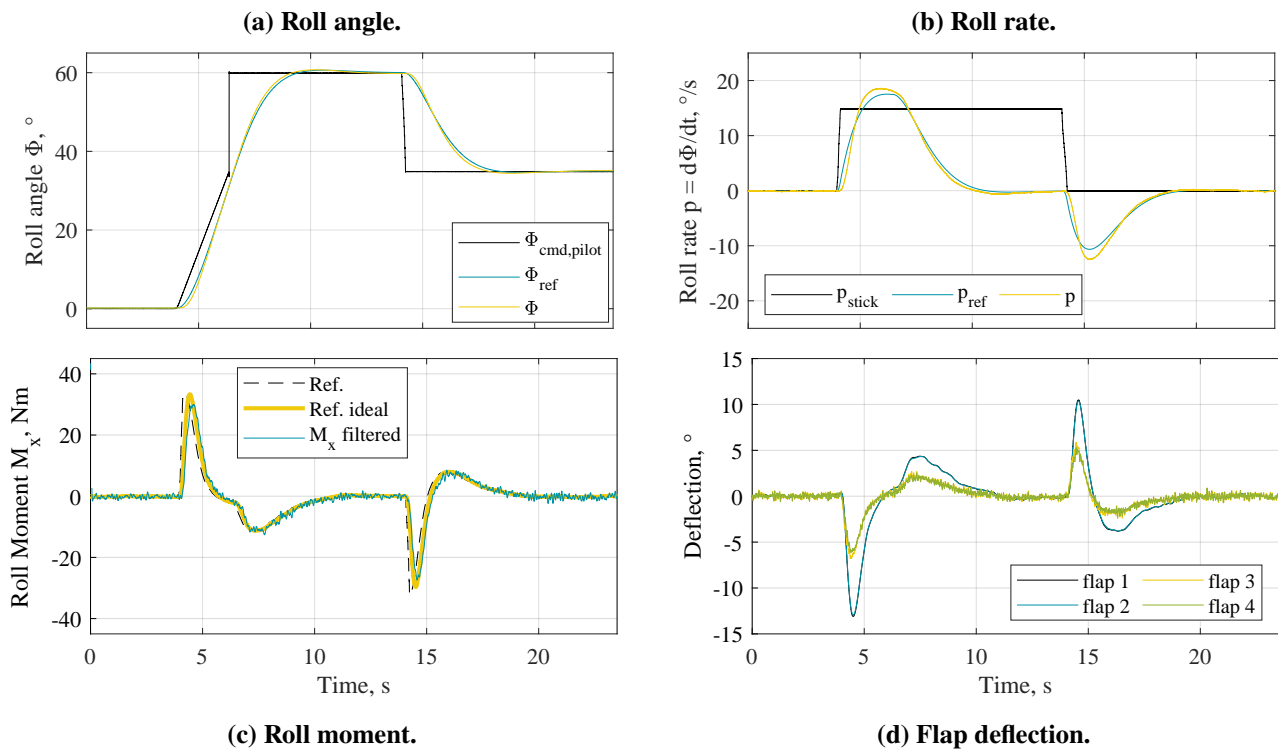 (a) Roll angle.
(b) Roll rate.
Roll angle Φ, °
60
40
20
0
Φcmd,pilot
Φref
Φ
Roll rate p = dΦ/dt, °/s
20
10
0
-10
-20
pstick
pref
p
Roll Moment Mx, Nm
40
20
0
-20
-40
Ref.
Ref. ideal
Mx filtered
0
5
10
15
20
Time, s
Deflection, °
15
10
5
0
-5
-10
-15
flap 1
flap 2
flap 3
flap 4
0
5
10
15
20
Time, s
(c) Roll moment.
(d) Flap deflection.